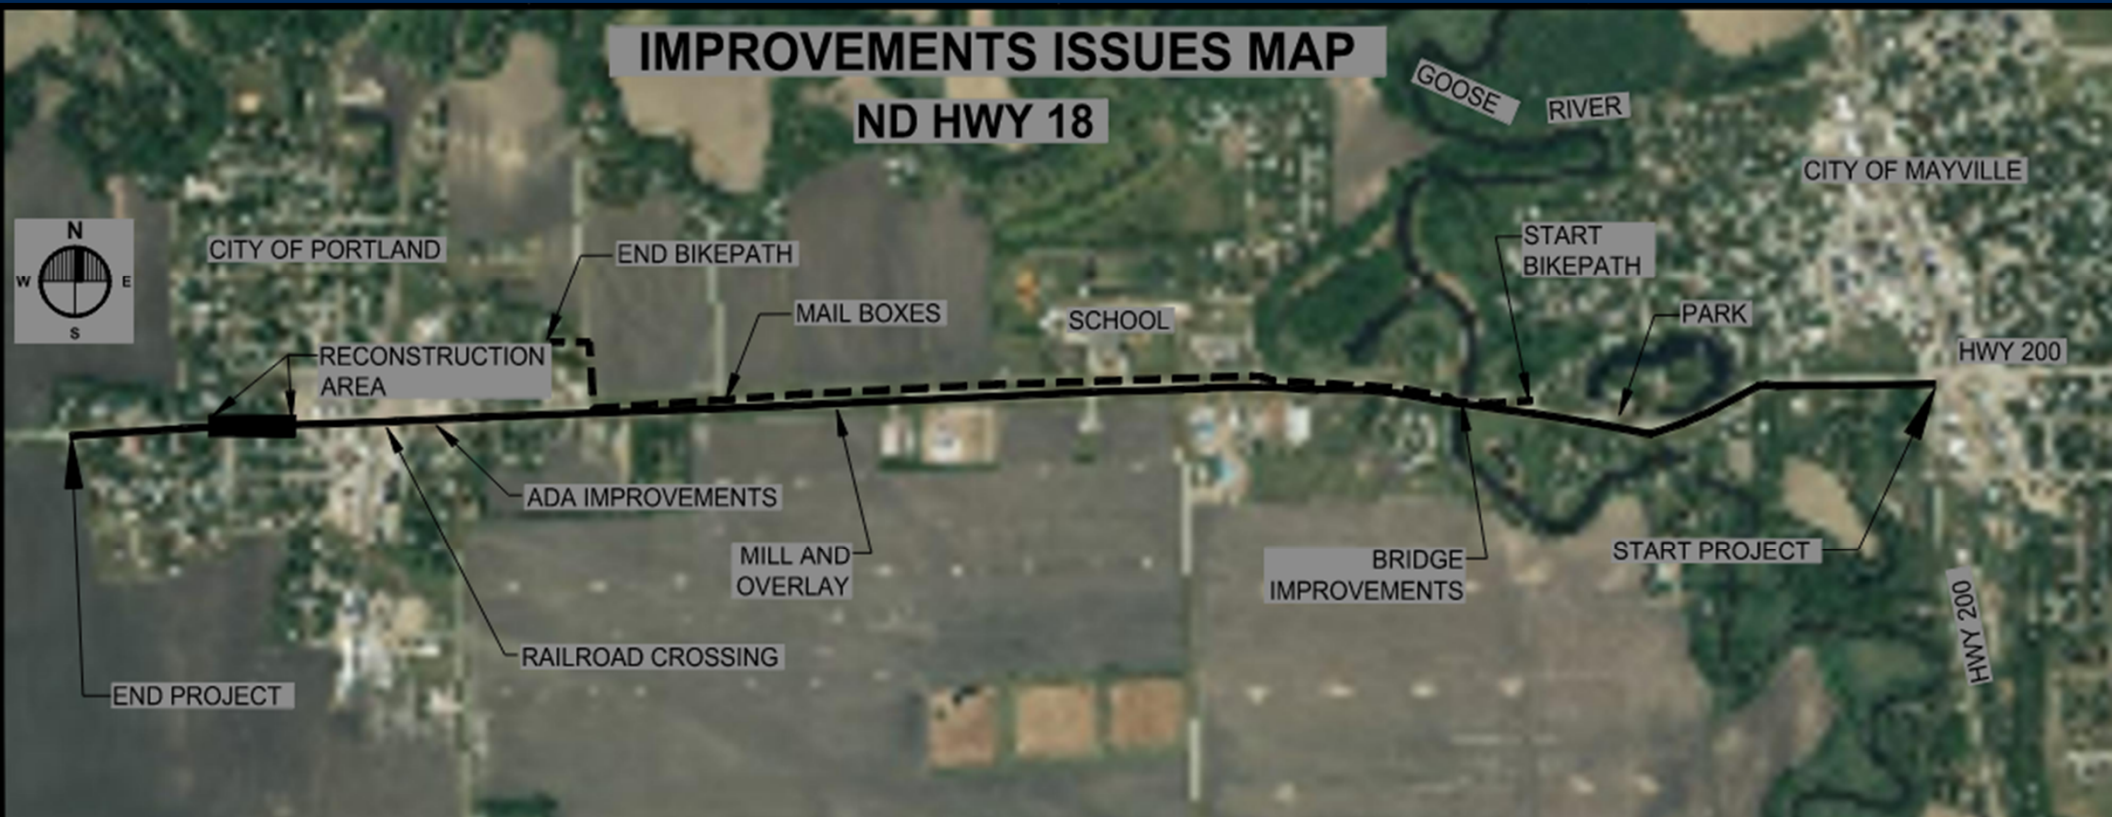 IMPROVEMENTS ISSUES MAP
ND HWY 18
GOOSE
RIVER
CITY OF MAYVILLE
N
W
E
S
CITY OF PORTLAND
END BIKEPATH
START
BIKEPATH
MAIL BOXES
SCHOOL
PARK
HWY 200
RECONSTRUCTION
AREA
ADA IMPROVEMENTS
MILL AND
OVERLAY
BRIDGE
IMPROVEMENTS
START PROJECT
HWY 200
RAILROAD CROSSING
END PROJECT